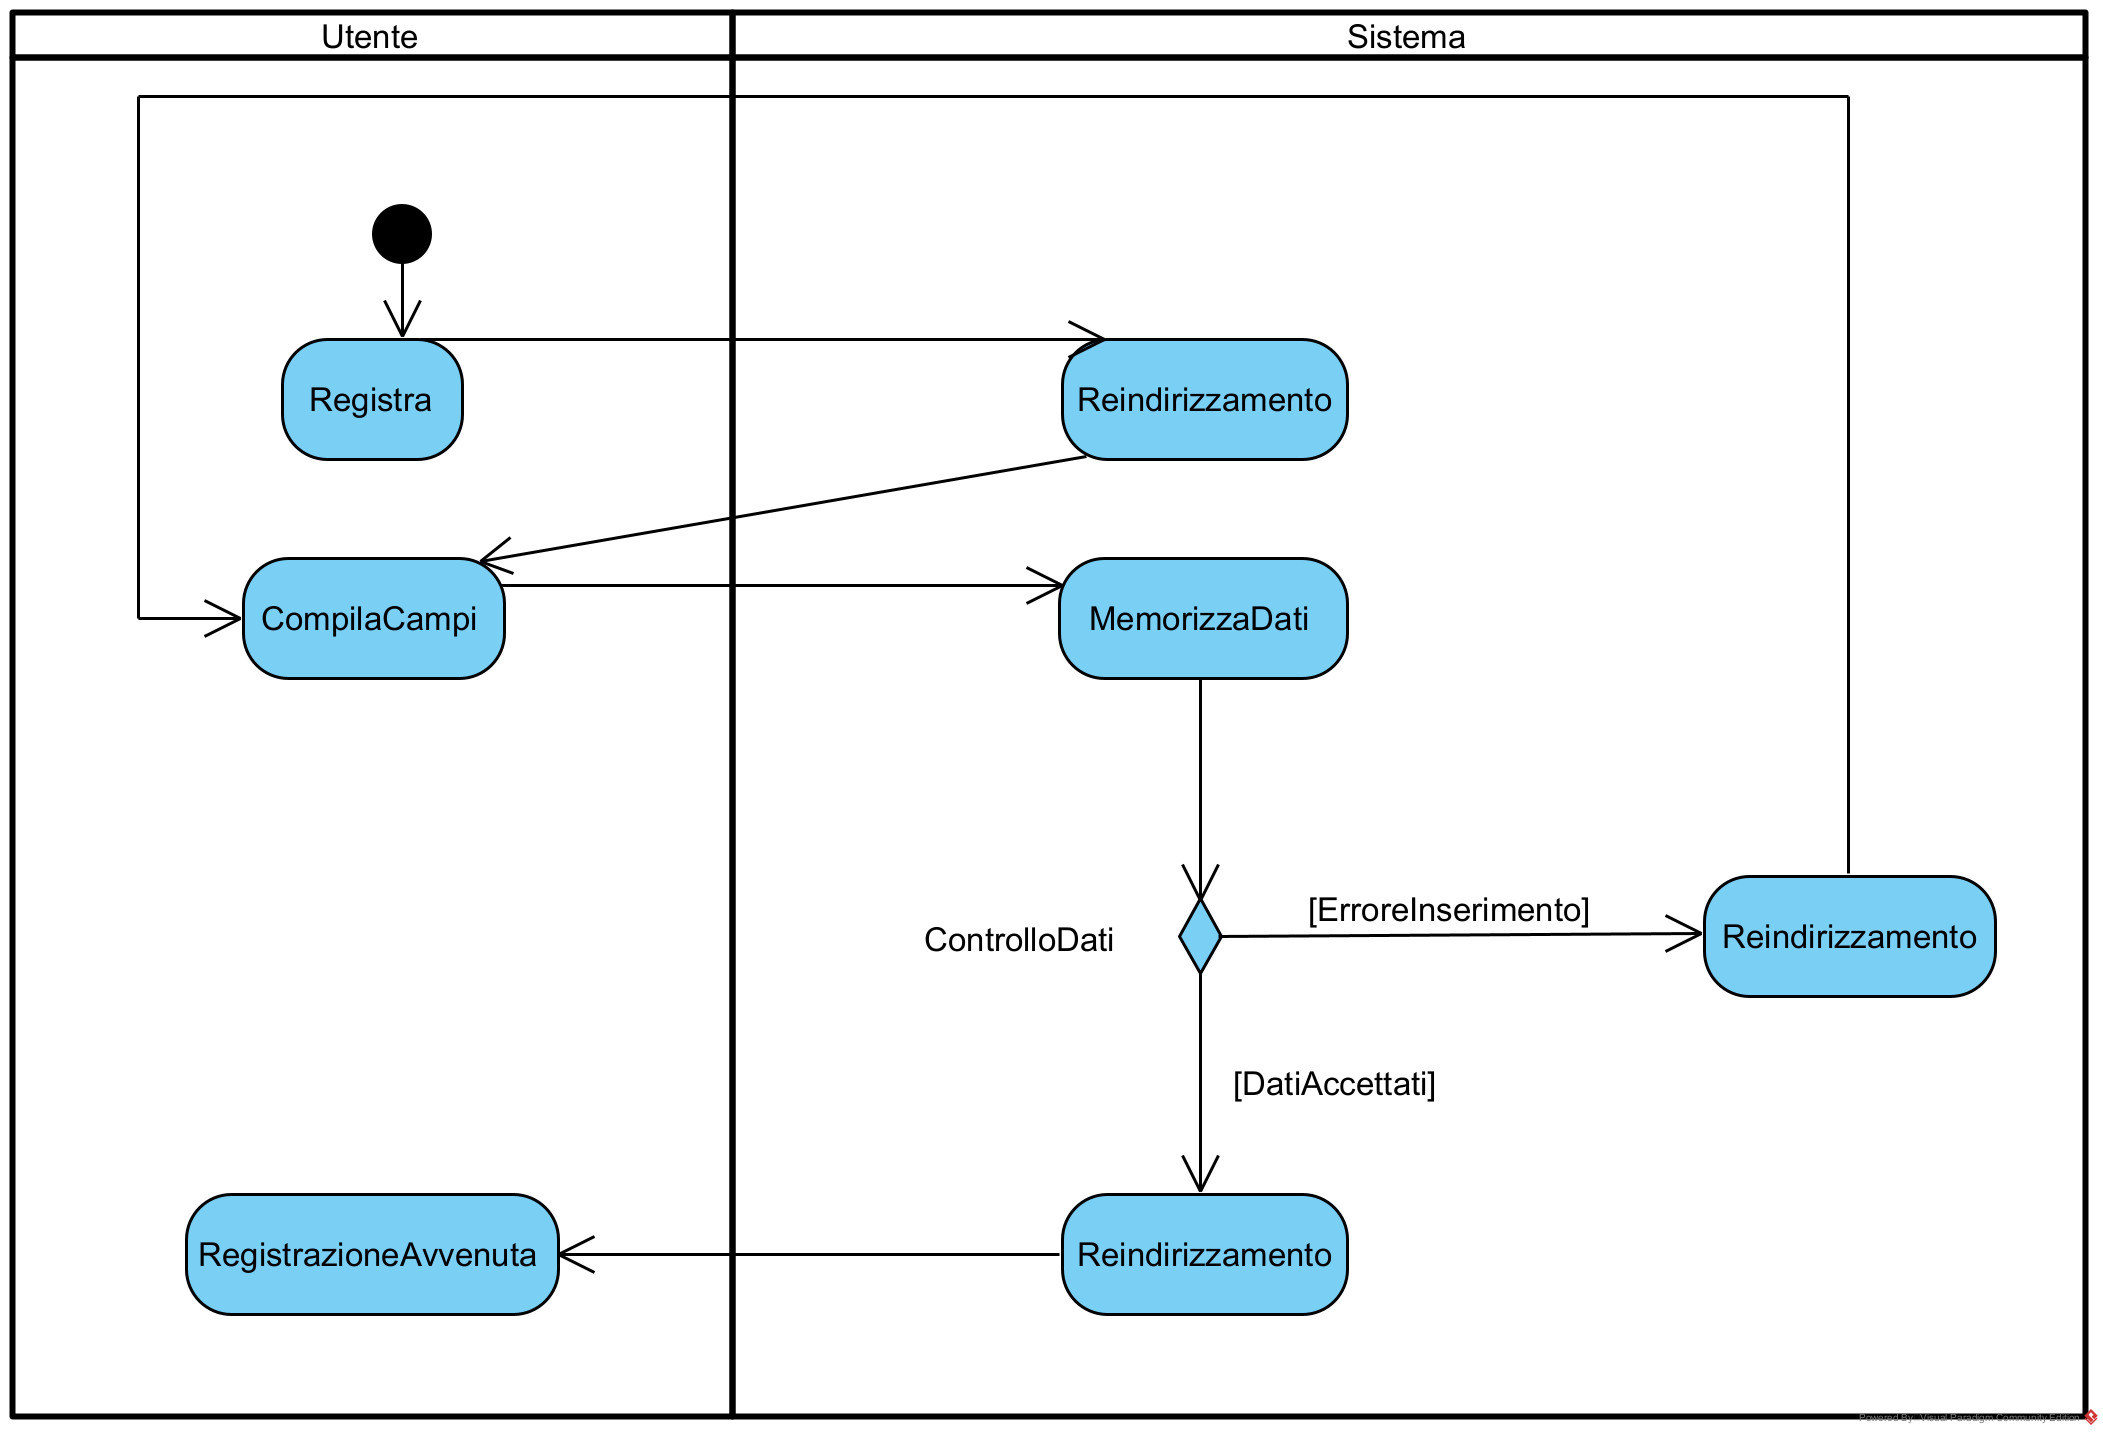 Utente
Sistema
Registra
Reindirizzamento
CompilaCampi
MemorizzaDati
ControlloDati
[ErroreInserimento]
Reindirizzamento
[DatiAccettati]
RegistrazioneAvvenuta
Reindirizzamento
Powered By: Visual Paradigm Community Edition